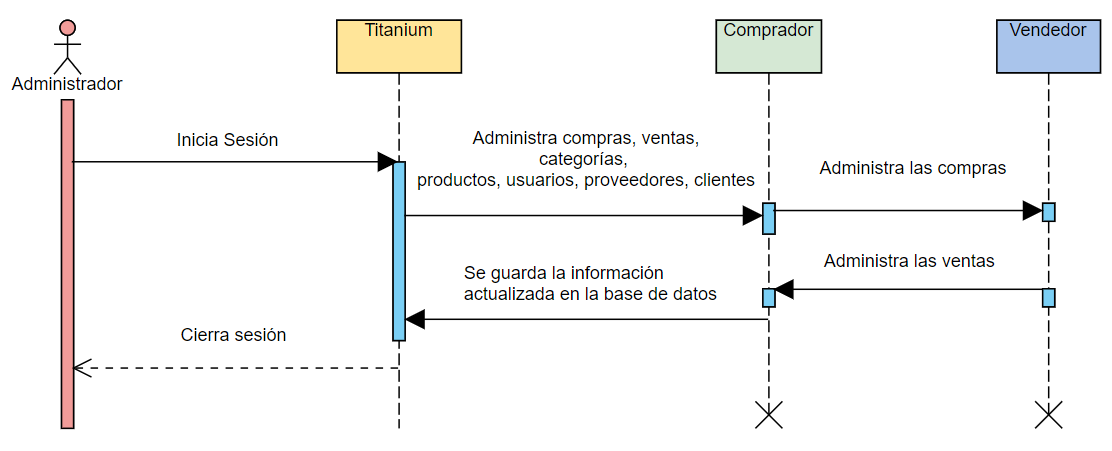 Titanium
Comprador
Vendedor
Administrador
Inicia Sesión
Administra compras, ventas,
categorías,
productos, usuarios, proveedores, clientes
Administra las compras
Administra las ventas
Se guarda la información
actualizada en la base de datos
Cierra sesión